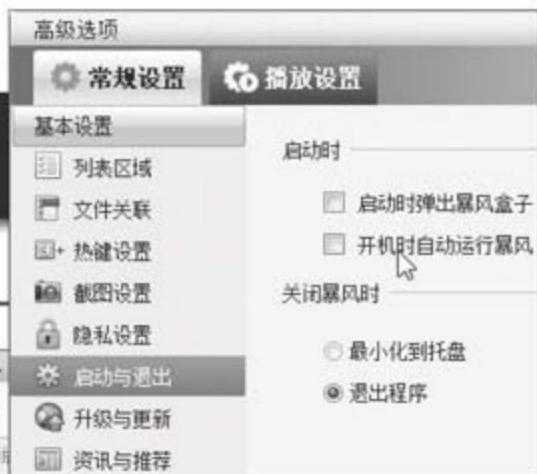 高级选项
常规设置
播放设置
基本设置
列表区域
文件关联
热键设置
截图设置
隐私设置
启动与退出
升级与更新
资讯与推荐
启动时
启动时弹出暴风盒子
开机时自动运行暴风
关闭暴风时
最小化到托盘
退出程序